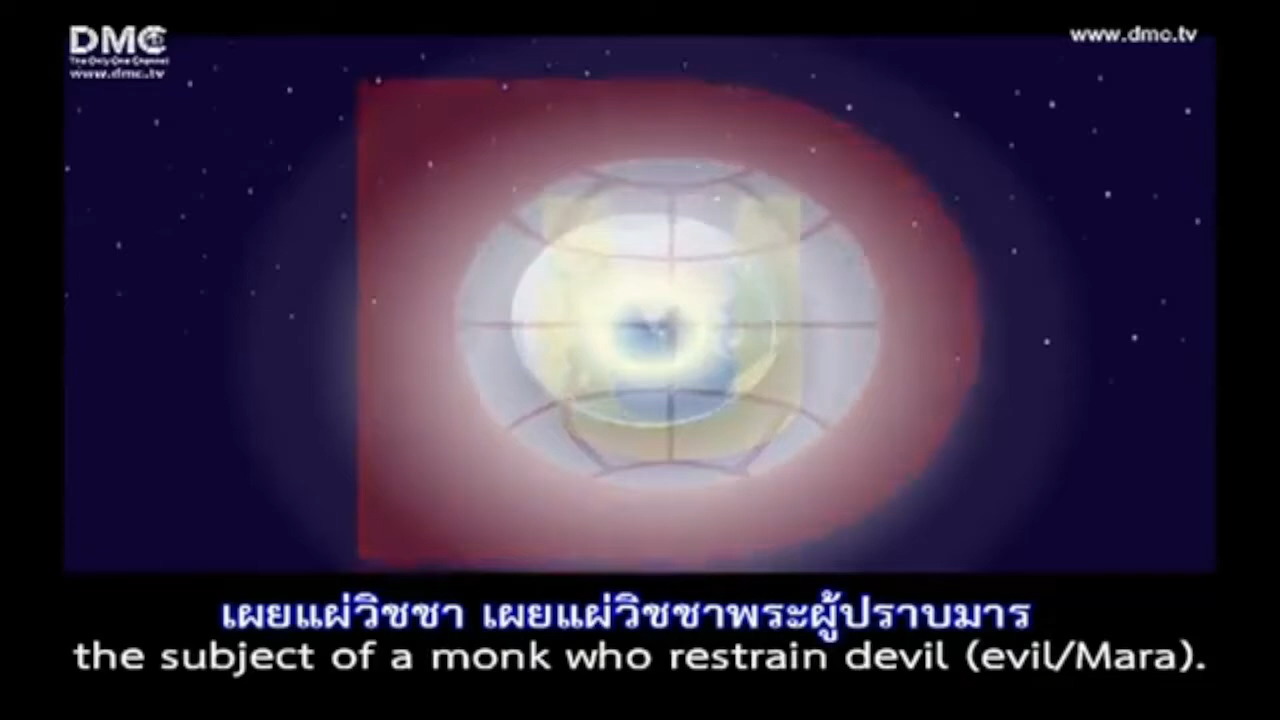 DMC
The Only One Channel
www.dmc.tv
www.dmc.tv
เผยแผ่วิชชา เผยแผ่วิชชาพระผู้ปราบมาร
the subject of a monk who restrain devil (evil/Mara).